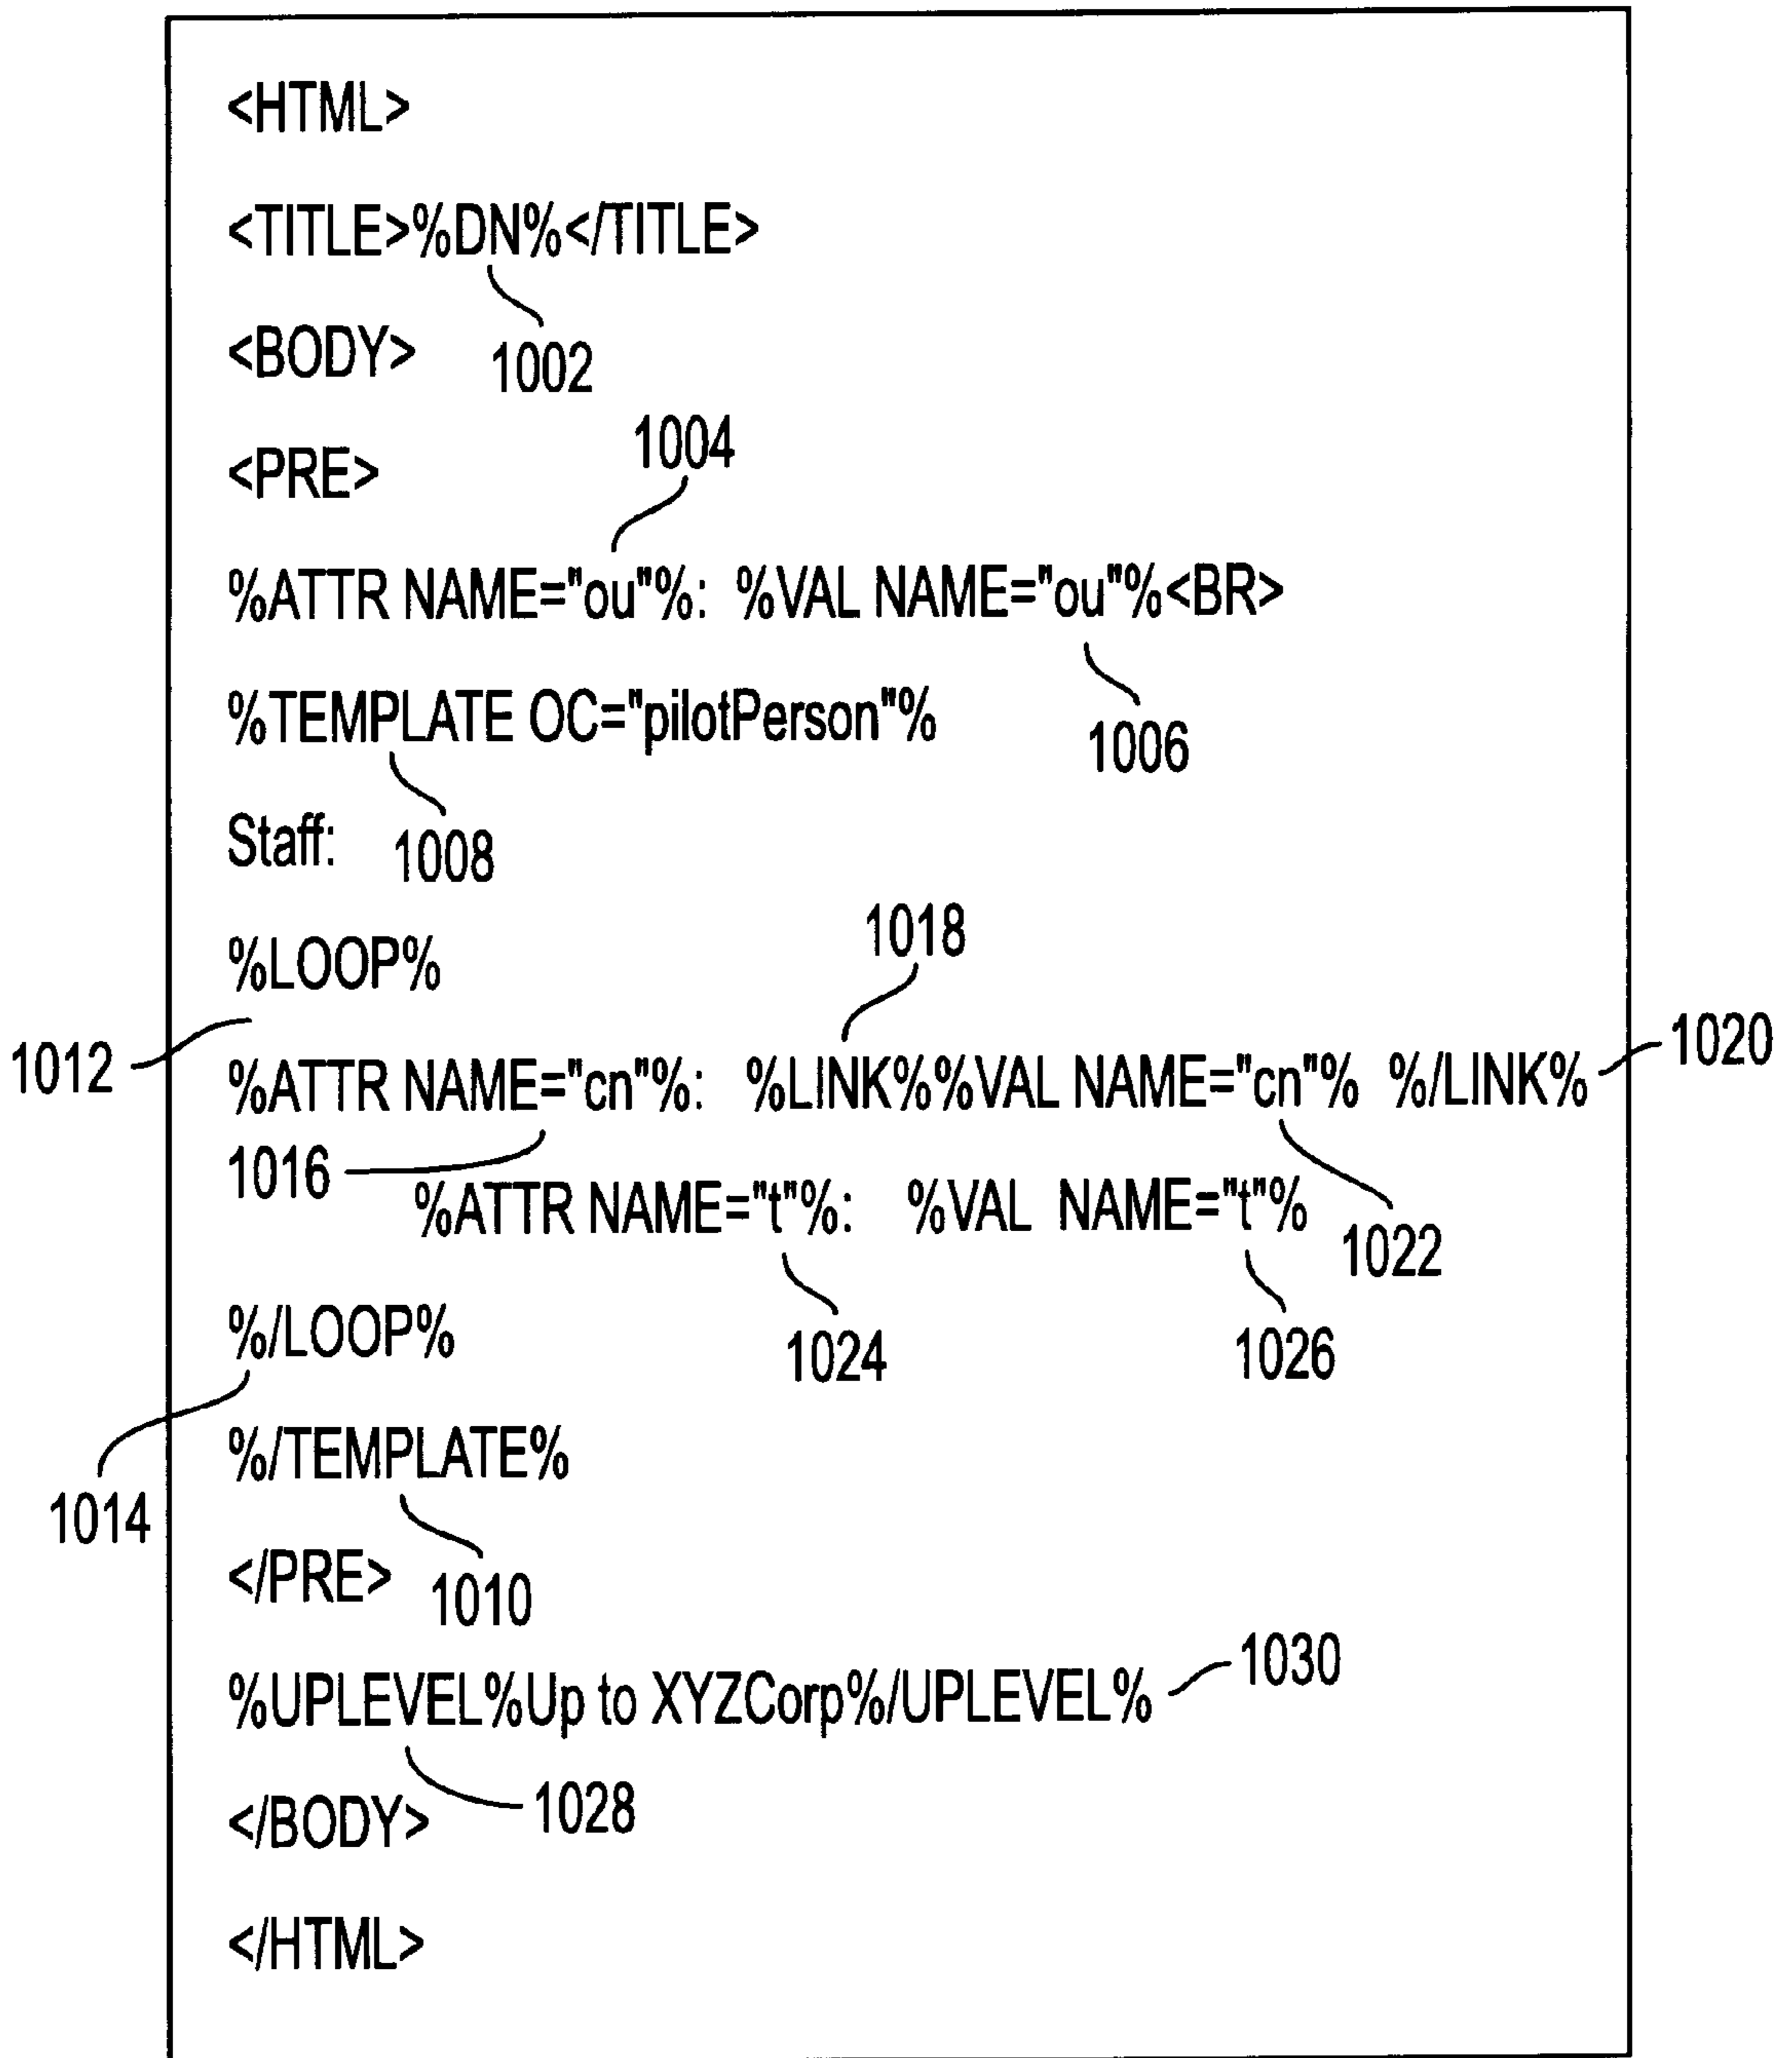 <HTML>
<TITLE>%DN%</TITLE>
1002
<BODY>
1004
<PRE>
%ATTR NAME="ou"%: %VAL NAME="ou"%<BR>
1006
%TEMPLATE OC="pilotPerson"%
1008
Staff:
1018
%LOOP%
1012
1020
%ATTR NAME="cn"%: %LINK%%VAL NAME="cn"% %/LINK%
1016
1022
%ATTR NAME="t"%: %VAL NAME="t"%
1024
1026
%/LOOP%
1014
%/TEMPLATE%
1010
</PRE>
1030
%UPLEVEL%Up to XYZCorp%/UPLEVEL%
1028
</BODY>
</HTML>